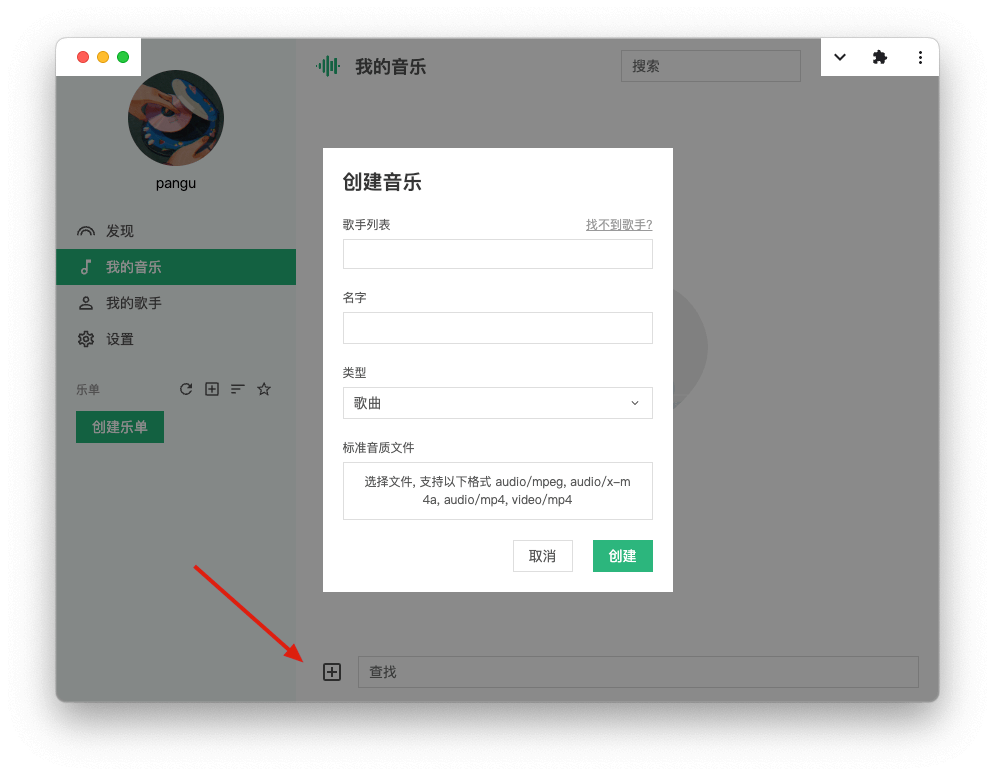 我的音乐
搜索
pangu
发现
我的音乐
我的歌手
设置
乐单
创建乐单
创建音乐
歌手列表
找不到歌手?
名字
类型
歌曲
标准音质文件
选择文件, 支持以下格式 audio/mpeg, audio/x-m
4a, audio/mp4, video/mp4
取消
创建
查找